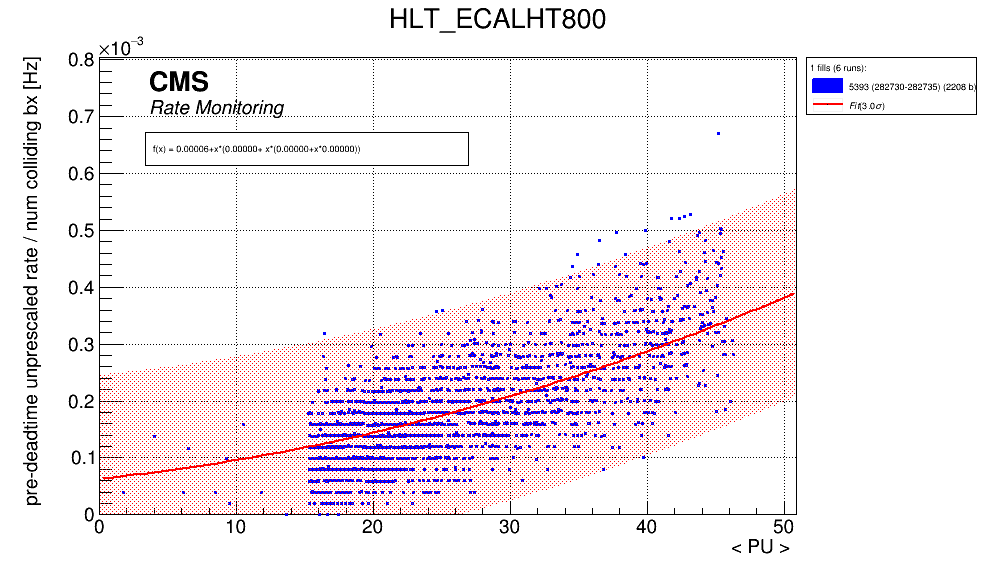 HLT_ECALHT800
×10⁻³
pre-deadtime unprescaled rate / num colliding bx [Hz]
0.8
0.7
0.6
0.5
0.4
0.3
0.2
0.1
0
CMS
Rate Monitoring
f(x) = 0.00006+x*(0.00000+ x*(0.00000+x*0.00000))
1 fills (6 runs):
5393 (282730-282735) (2208 b)
Fit(3.0σ)
0 10 20 30 40 50
< PU >